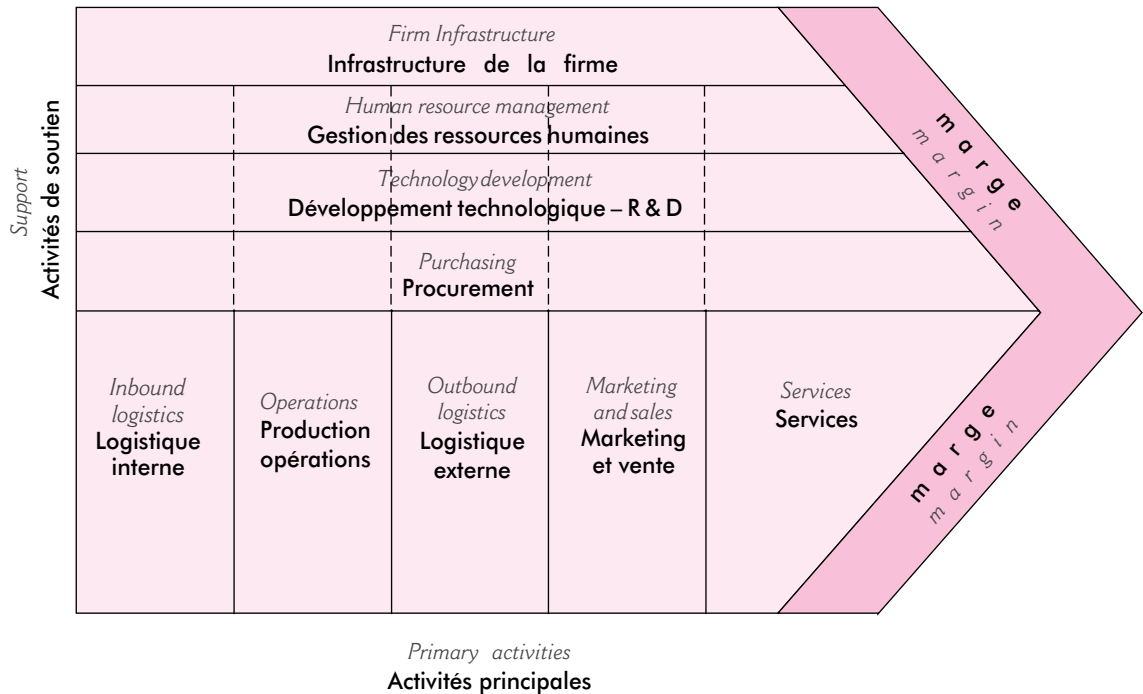 Firm Infrastructure
Infrastructure de la firme
Human resource management
Gestion des ressources humaines
Technology development
Développement technologique – R & D
Purchasing
Procurement
Support
Activités de soutien
Inbound
logistics
Logistique
interne
Operations
Production
opérations
Outbound
logistics
Logistique
externe
Marketing
and sales
Marketing
et vente
Services
Services
marge
margin
marge
margin
Primary activities
Activités principales